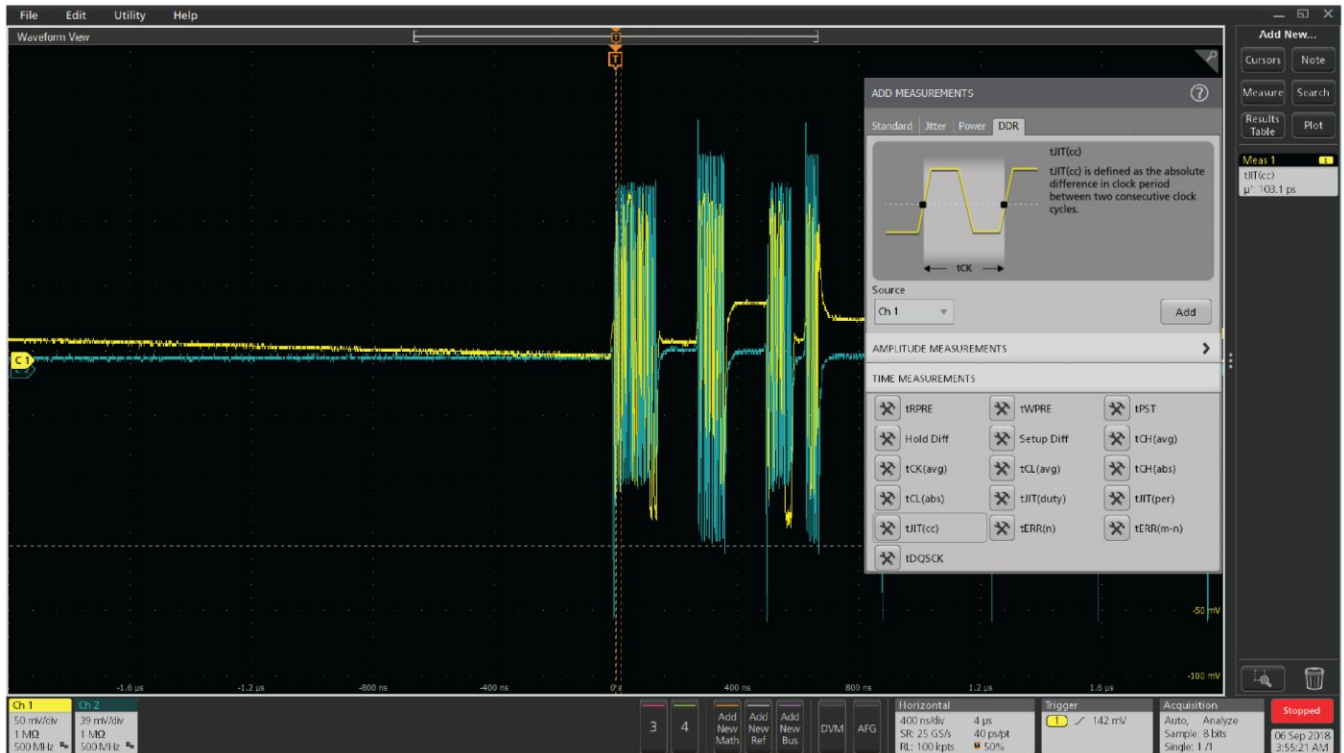 File Edit Utility Help
Waveform View
Add New...
Cursors Note
Measure Search
Results Table Plot
Meas 1 1
tJIT(cc)
µ': 103.1 ps
T
C 1
ADD MEASUREMENTS ?
Standard Jitter Power DDR
tJIT(cc)
tJIT(cc) is defined as the absolute
difference in clock period
between two consecutive clock
cycles.
tCK
Source
Ch 1 Add
AMPLITUDE MEASUREMENTS
TIME MEASUREMENTS
tRPRE tWPRE tPST
Hold Diff Setup Diff tCH(avg)
tCK(avg) tCL(avg) tCH(abs)
tCL(abs) tJIT(duty) tJIT(per)
tJIT(cc) tERR(n) tERR(m-n)
tDQSCK
-50 mV
-100 mV
-1.6 µs -1.2 µs -800 ns -400 ns 0 s 400 ns 800 ns 1.2 µs 1.6 µs
Ch 1
50 mV/div
1 MΩ
500 MHz
Ch 2
39 mV/div
1 MΩ
500 MHz
3 4
Add New Math
Add New Ref
Add New Bus
DVM AFG
Horizontal
400 ns/div 4 µs
SR: 25 GS/s 40 ps/pt
RL: 100 kpts 50%
Trigger
1 142 mV
Acquisition
Auto, Analyze
Sample: 8 bits
Single: 1 /1
Stopped
06 Sep 2018
3:55:21 AM